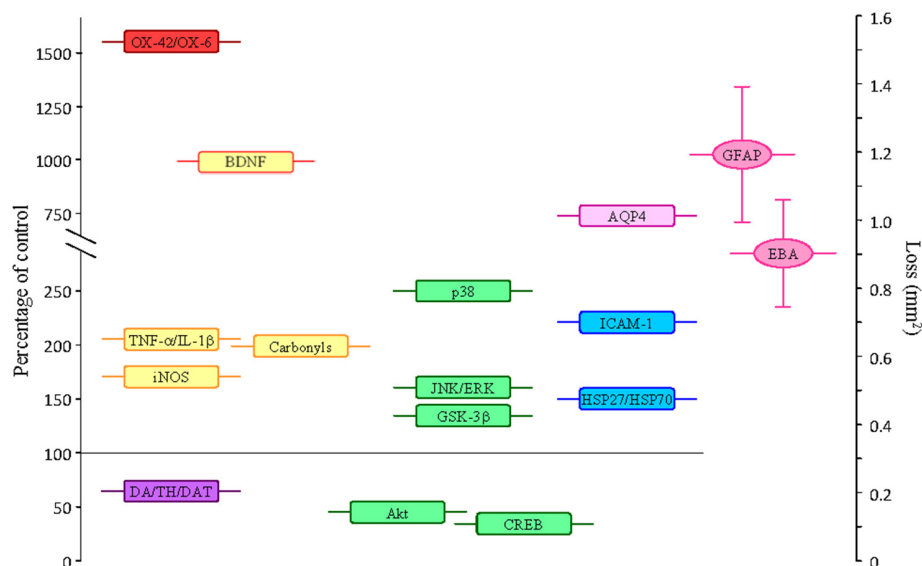 1.6
OX-42/OX-6
1500
1.4
1250
GFAP
BDNF
1000
1.2
AQP4
750
1.0
EBA
Percentage of control
Loss (mm²)
p38
250
0.8
ICAM-1
TNF-α/IL-1β
Carbonyls
200
0.6
iNOS
JNK/ERK
HSP27/HSP70
150
GSK-3β
0.4
100
DA/TH/DAT
0.2
Akt
50
CREB
0
0